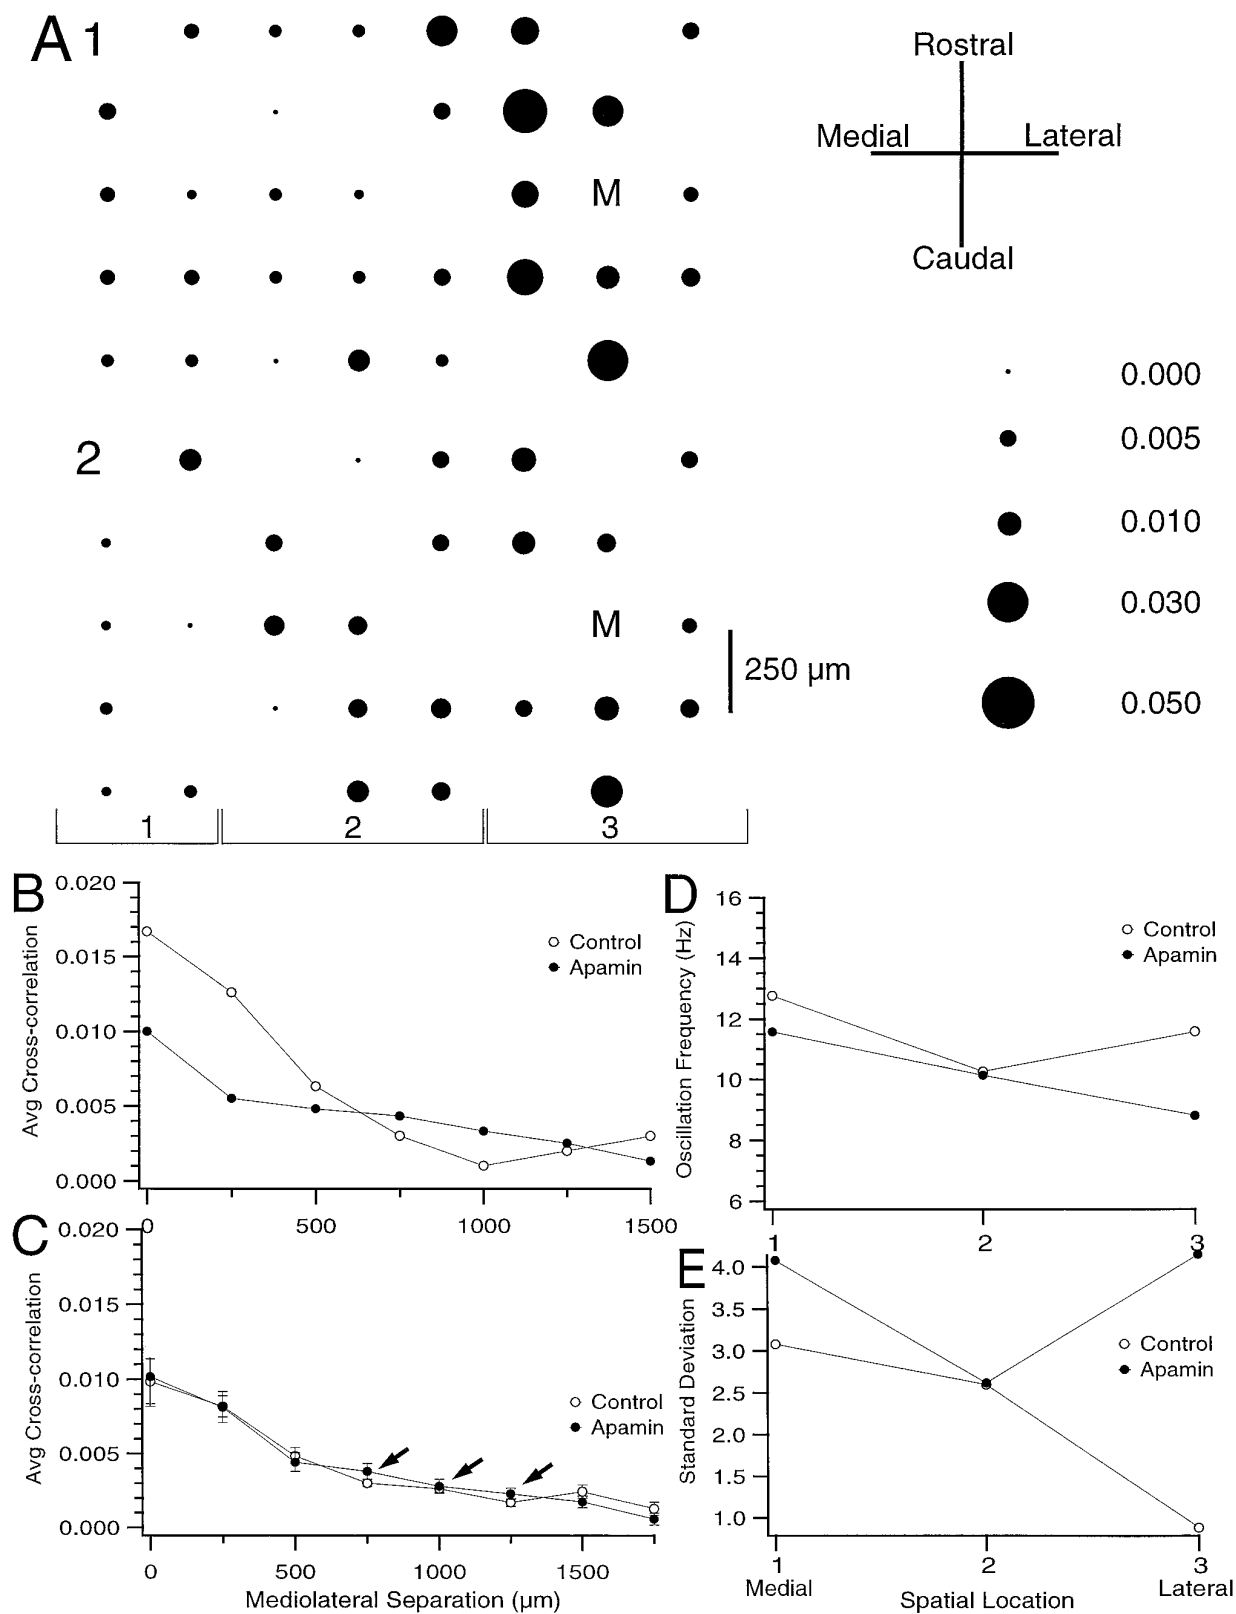 A 1
Rostral
Medial Lateral
Caudal
M
0.000
2
0.005
0.010
0.030
M
250 µm
0.050
1 2 3
B
Avg Cross-correlation
0.020
0.015
0.010
0.005
0.000
Control
Apamin
0 500 1000 1500
C
Avg Cross-correlation
0.020
0.015
0.010
0.005
0.000
Control
Apamin
0 500 1000 1500
Mediolateral Separation (µm)
D
Oscillation Frequency (Hz)
16
14
12
10
8
6
Control
Apamin
1 2 3
E
Standard Deviation
4.0
3.5
3.0
2.5
2.0
1.5
1.0
Control
Apamin
1 2 3
Medial Spatial Location Lateral